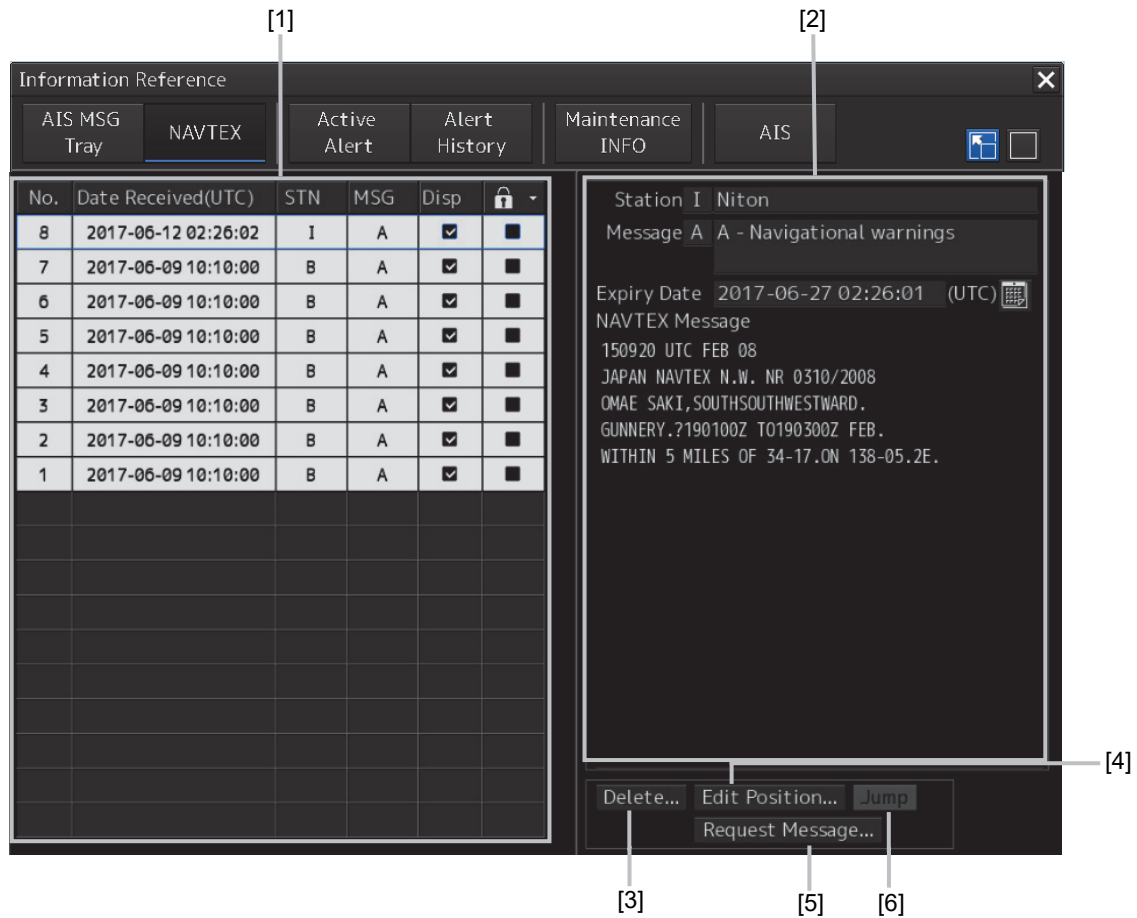 [1] [2]
Information Reference
AIS MSG Tray NAVTEX Active Alert Alert History Maintenance INFO AIS
No. Date Received(UTC) STN MSG Disp
8 2017-06-12 02:26:02 I A
7 2017-06-09 10:10:00 B A
6 2017-06-09 10:10:00 B A
5 2017-06-09 10:10:00 B A
4 2017-06-09 10:10:00 B A
3 2017-06-09 10:10:00 B A
2 2017-06-09 10:10:00 B A
1 2017-06-09 10:10:00 B A
Station I Niton
Message A A - Navigational warnings
Expiry Date 2017-06-27 02:26:01 (UTC)
NAVTEX Message
150920 UTC FEB 08
JAPAN NAVTEX N.W. NR 0310/2008
OMAE SAKI,SOUTHSOUTHWESTWARD.
GUNNERY.?190100Z TO190300Z FEB.
WITHIN 5 MILES OF 34-17.0N 138-05.2E.
[4]
Delete... Edit Position... Jump
Request Message...
[3] [5] [6]